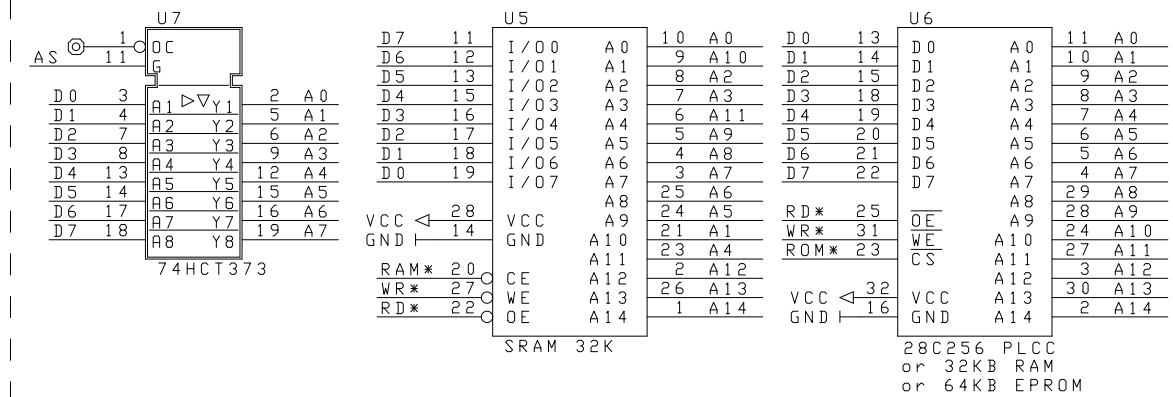 U7
1 OC
AS 11 G
D0 3 A1 Y1 2 A0
D1 4 A2 Y2 5 A1
D2 7 A3 Y3 6 A2
D3 8 A4 Y4 9 A3
D4 13 A5 Y5 12 A4
D5 14 A6 Y6 15 A5
D6 17 A7 Y7 16 A6
D7 18 A8 Y8 19 A7
74HCT373
U5
D7 11 I/O0 A0 10 A0
D6 12 I/O1 A1 9 A10
D5 13 I/O2 A2 8 A2
D4 15 I/O3 A3 7 A3
D3 16 I/O4 A4 6 A11
D2 17 I/O5 A5 5 A9
D1 18 I/O6 A6 4 A8
D0 19 I/O7 A7 3 A7
A8 25 A6
VCC 28 VCC A9 24 A5
GND 14 GND A10 21 A1
A11 23 A4
RAM* 20 CE A12 2 A12
WR* 27 WE A13 26 A13
RD* 22 OE A14 1 A14
SRAM 32K
U6
D0 13 D0 A0 11 A0
D1 14 D1 A1 10 A1
D2 15 D2 A2 9 A2
D3 18 D3 A3 8 A3
D4 19 D4 A4 7 A4
D5 20 D5 A5 6 A5
D6 21 D6 A6 5 A6
D7 22 D7 A7 4 A7
A8 29 A8
RD* 25 OE A9 28 A9
WR* 31 WE A10 24 A10
ROM* 23 CS A11 27 A11
A12 3 A12
VCC 32 VCC A13 30 A13
GND 16 GND A14 2 A14
28C256 PLCC
or 32KB RAM
or 64KB EPROM